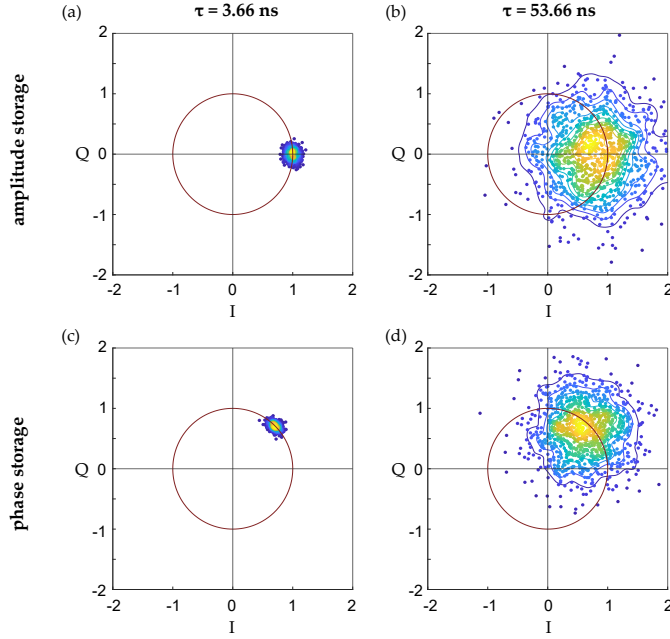 τ = 3.66 ns
τ = 53.66 ns
amplitude storage
(a)
2
1
Q 0
-1
-2
-2 -1 0 1 2
I
(b)
2
1
Q 0
-1
-2
-2 -1 0 1 2
I
phase storage
(c)
2
1
Q 0
-1
-2
-2 -1 0 1 2
I
(d)
2
1
Q 0
-1
-2
-2 -1 0 1 2
I